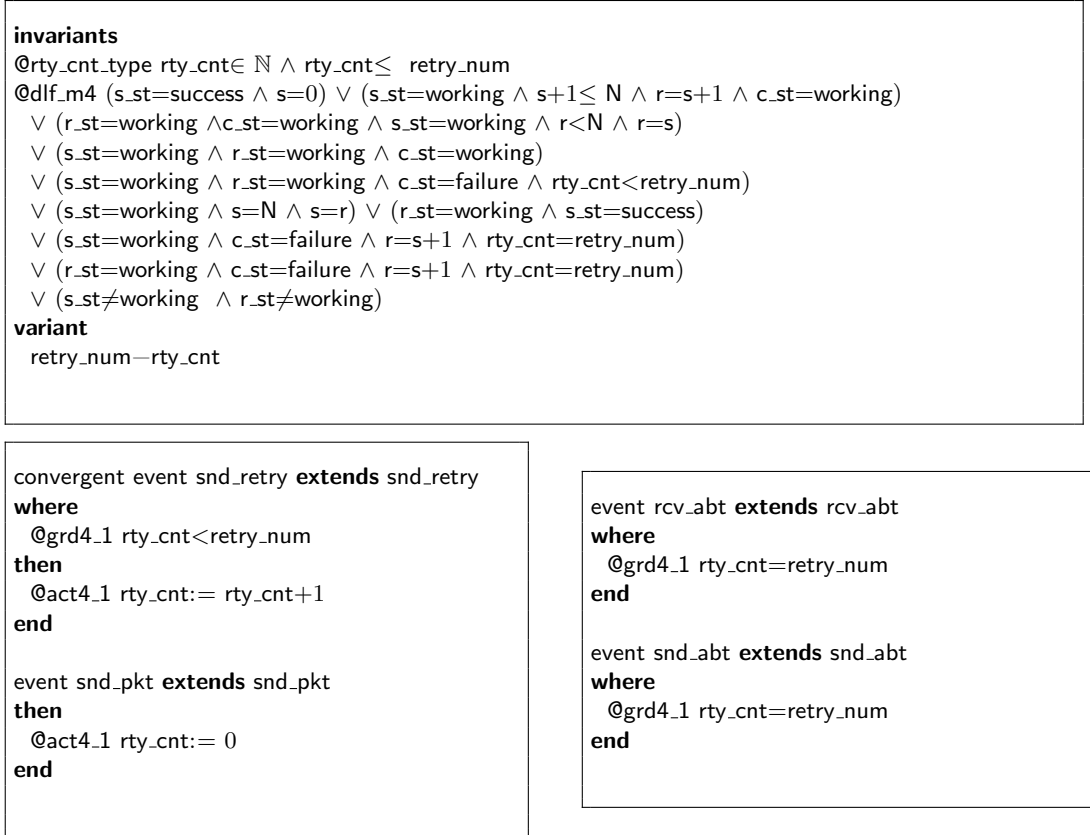 invariants
@rty_cnt_type rty_cnt∈ ℕ ∧ rty_cnt≤ retry_num
@dlf_m4 (s_st=success ∧ s=0) ∨ (s_st=working ∧ s+1≤ N ∧ r=s+1 ∧ c_st=working)
∨ (r_st=working ∧c_st=working ∧ s_st=working ∧ r<N ∧ r=s)
∨ (s_st=working ∧ r_st=working ∧ c_st=working)
∨ (s_st=working ∧ r_st=working ∧ c_st=failure ∧ rty_cnt<retry_num)
∨ (s_st=working ∧ s=N ∧ s=r) ∨ (r_st=working ∧ s_st=success)
∨ (s_st=working ∧ c_st=failure ∧ r=s+1 ∧ rty_cnt=retry_num)
∨ (r_st=working ∧ c_st=failure ∧ r=s+1 ∧ rty_cnt=retry_num)
∨ (s_st≠working ∧ r_st≠working)
variant
retry_num−rty_cnt
convergent event snd_retry extends snd_retry
where
@grd4_1 rty_cnt<retry_num
then
@act4_1 rty_cnt:= rty_cnt+1
end
event snd_pkt extends snd_pkt
then
@act4_1 rty_cnt:= 0
end
event rcv_abt extends rcv_abt
where
@grd4_1 rty_cnt=retry_num
end
event snd_abt extends snd_abt
where
@grd4_1 rty_cnt=retry_num
end